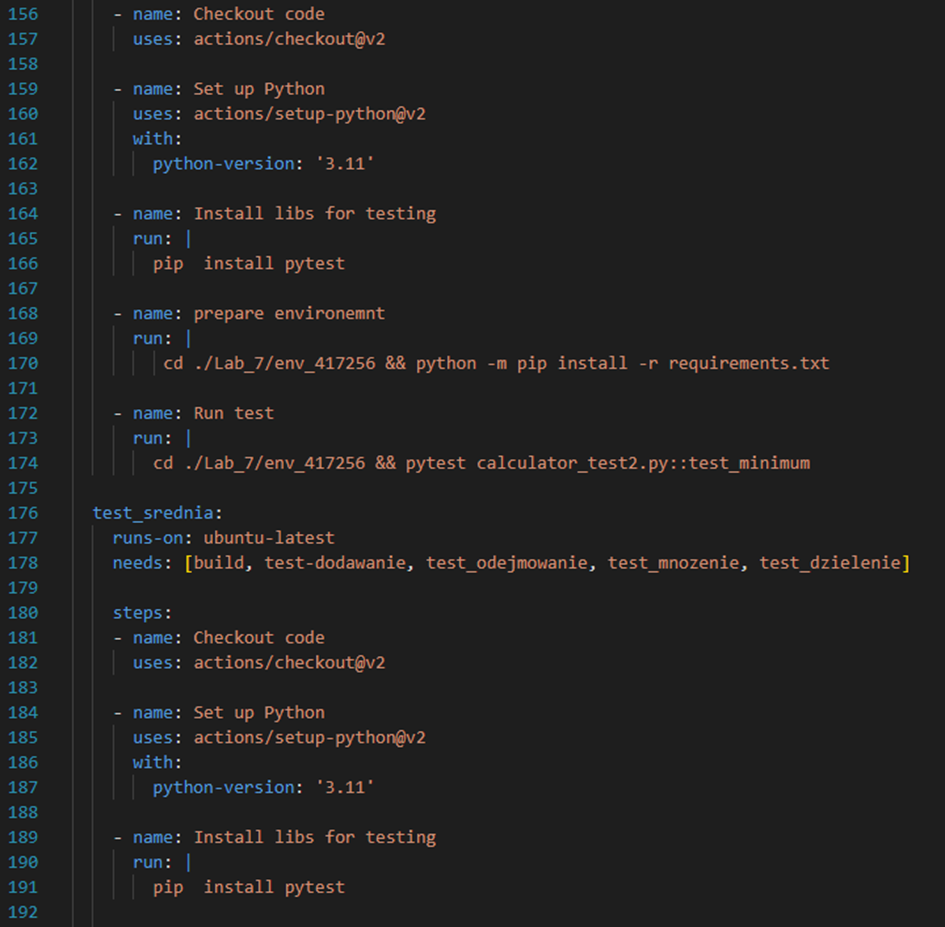 156 - name: Checkout code
157 uses: actions/checkout@v2
158
159 - name: Set up Python
160 uses: actions/setup-python@v2
161 with:
162 python-version: '3.11'
163
164 - name: Install libs for testing
165 run: |
166 pip  install pytest
167
168 - name: prepare environemnt
169 run: |
170 cd ./Lab_7/env_417256 && python -m pip install -r requirements.txt
171
172 - name: Run test
173 run: |
174 cd ./Lab_7/env_417256 && pytest calculator_test2.py::test_minimum
175
176 test_srednia:
177 runs-on: ubuntu-latest
178 needs: [build, test-dodawanie, test_odejmowanie, test_mnozenie, test_dzielenie]
179
180 steps:
181 - name: Checkout code
182 uses: actions/checkout@v2
183
184 - name: Set up Python
185 uses: actions/setup-python@v2
186 with:
187 python-version: '3.11'
188
189 - name: Install libs for testing
190 run: |
191 pip  install pytest
192